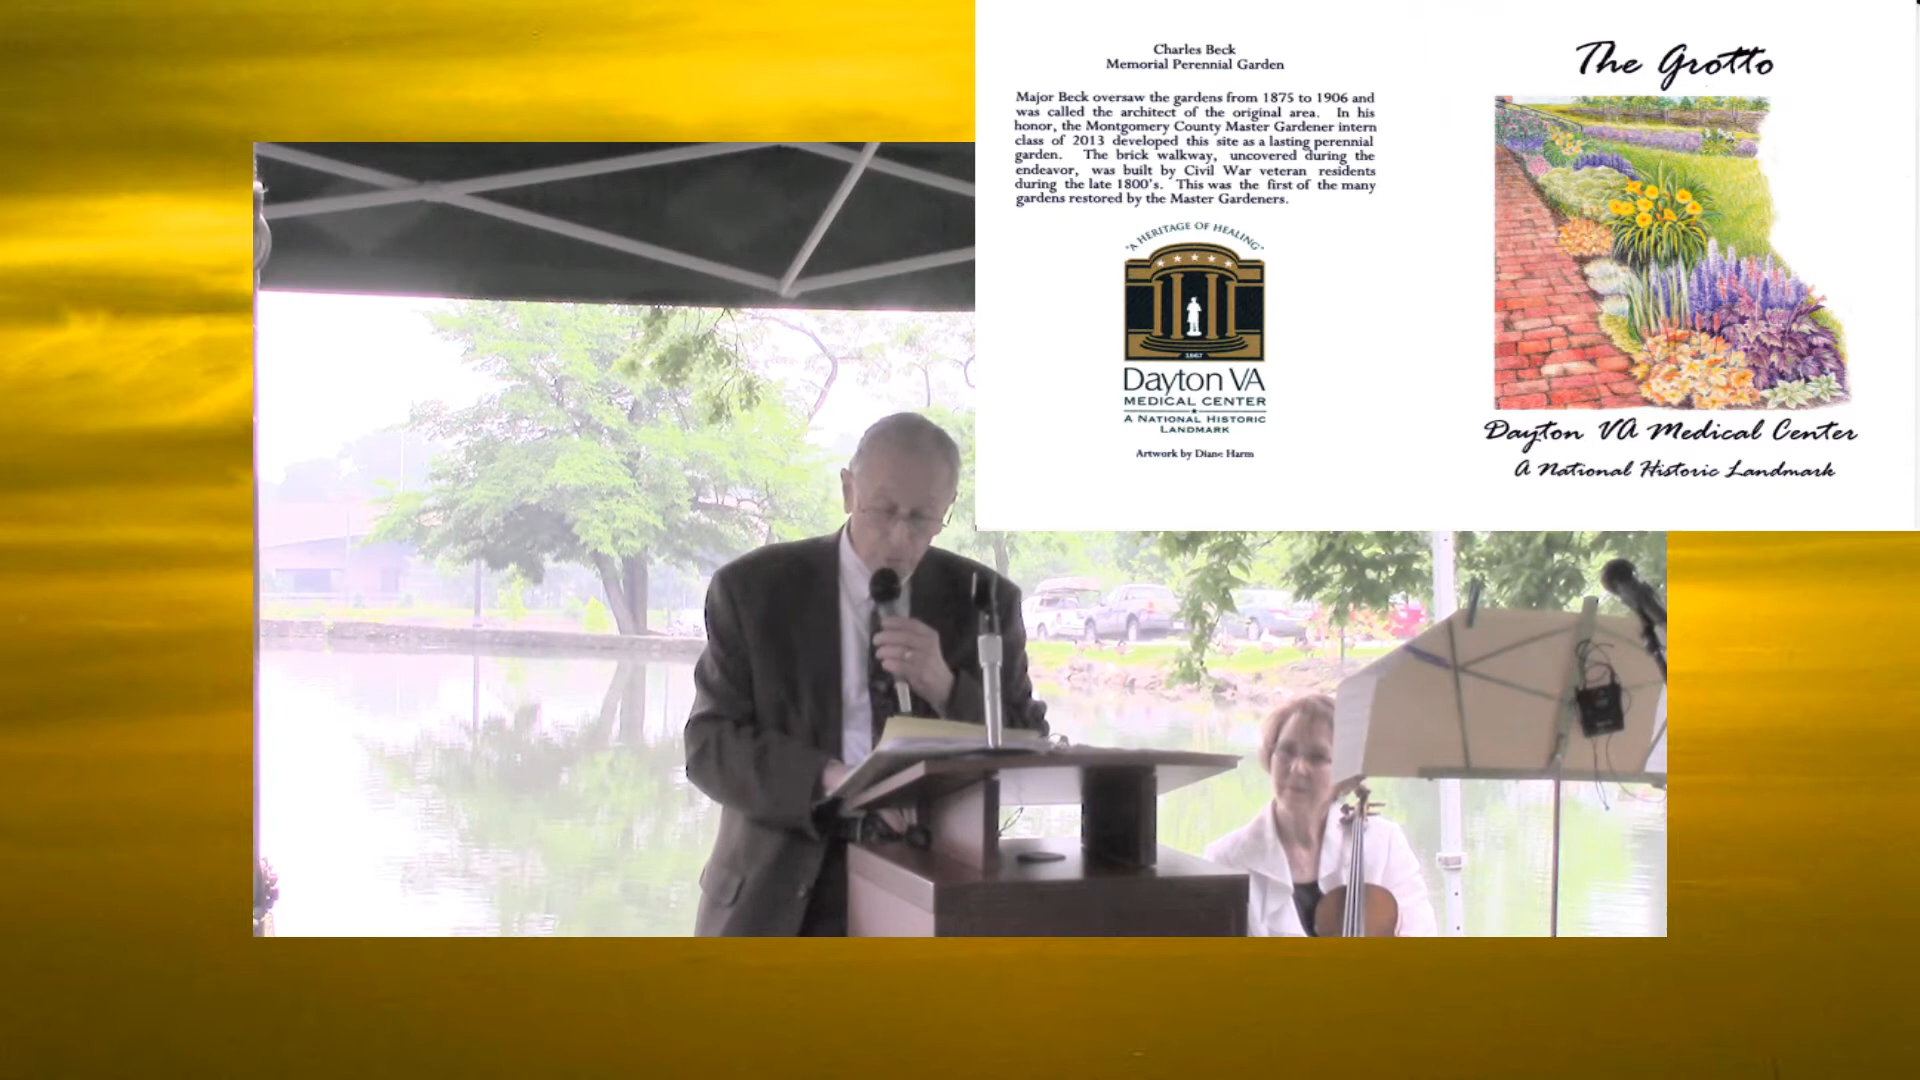 Charles Beck
Memorial Perennial Garden
Major Beck oversaw the gardens from 1875 to 1906 and
was called the architect of the original area. In his
honor, the Montgomery County Master Gardener intern
class of 2013 developed this site as a lasting perennial
garden. The brick walkway, uncovered during the
endeavor, was built by Civil War veteran residents
during the late 1800's. This was the first of the many
gardens restored by the Master Gardeners.
"A HERITAGE OF HEALING"
1867
Dayton VA
MEDICAL CENTER
A NATIONAL HISTORIC
LANDMARK
Artwork by Diane Harm
The Grotto
Dayton VA Medical Center
A National Historic Landmark